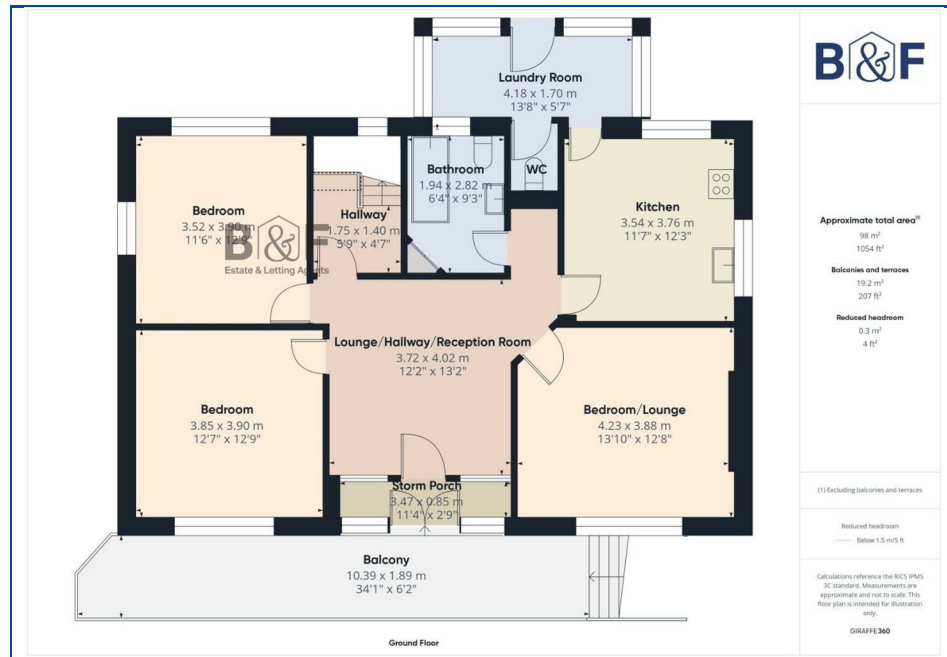 Laundry Room
4.18 x 1.70 m
13'8" x 5'7"
Bathroom
1.94 x 2.82 m
6'4" x 9'3"
WC
Bedroom
3.52 x 3.90 m
11'6" x 12'9"
Hallway
1.75 x 1.40 m
5'9" x 4'7"
B&F
Estate & Letting Agents
Kitchen
3.54 x 3.76 m
11'7" x 12'3"
Lounge/Hallway/Reception Room
3.72 x 4.02 m
12'2" x 13'2"
Bedroom
3.85 x 3.90 m
12'7" x 12'9"
Bedroom/Lounge
4.23 x 3.88 m
13'10" x 12'8"
Storm Porch
3.47 x 0.85 m
11'4" x 2'9"
Balcony
10.39 x 1.89 m
34'1" x 6'2"
Ground Floor
B&F
Approximate total area(1)
98 m²
1054 ft²
Balconies and terraces
19.2 m²
207 ft²
Reduced headroom
0.3 m²
4 ft²
(1) Excluding balconies and terraces
Reduced headroom
Below 1.5 m/5 ft
Calculations reference the RICS IPMS
3C standard. Measurements are
approximate and not to scale. This
floor plan is intended for illustration
only.
GIRAFFE360